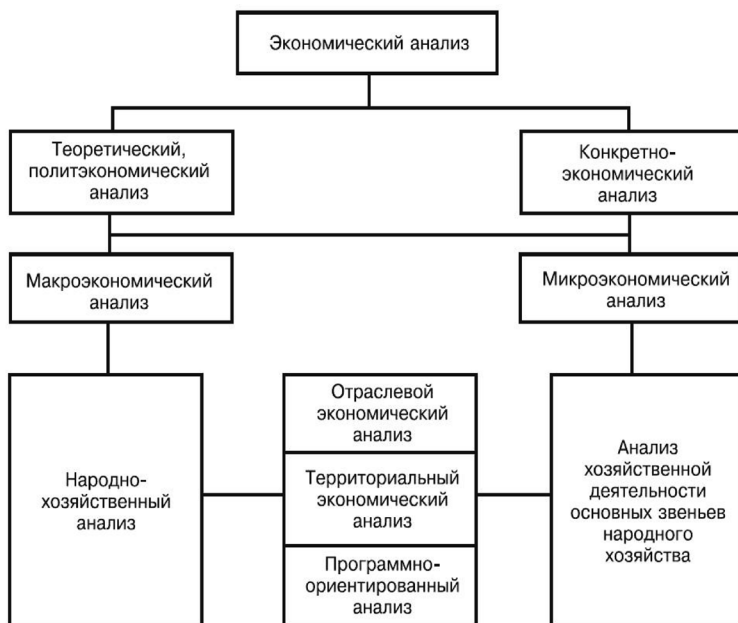 Экономический анализ
Теоретический,
политэкономический
анализ
Конкретно-
экономический
анализ
Макроэкономический
анализ
Микроэкономический
анализ
Народно-
хозяйственный
анализ
Отраслевой
экономический
анализ
Территориальный
экономический
анализ
Программно-
ориентированный
анализ
Анализ
хозяйственной
деятельности
основных звеньев
народного
хозяйства